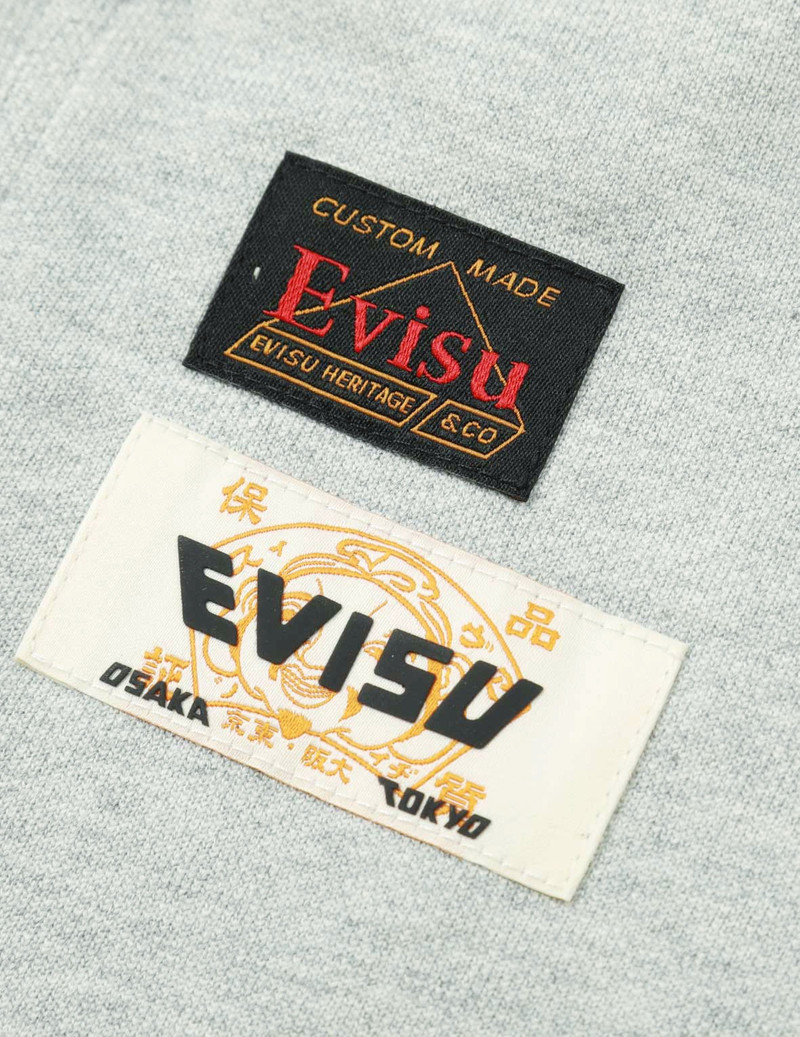 CUSTOM MADE
Evisu
EVISU HERITAGE & CO
保
品
EVISU
証
OSAKA
京東・阪大
質
TOKYO